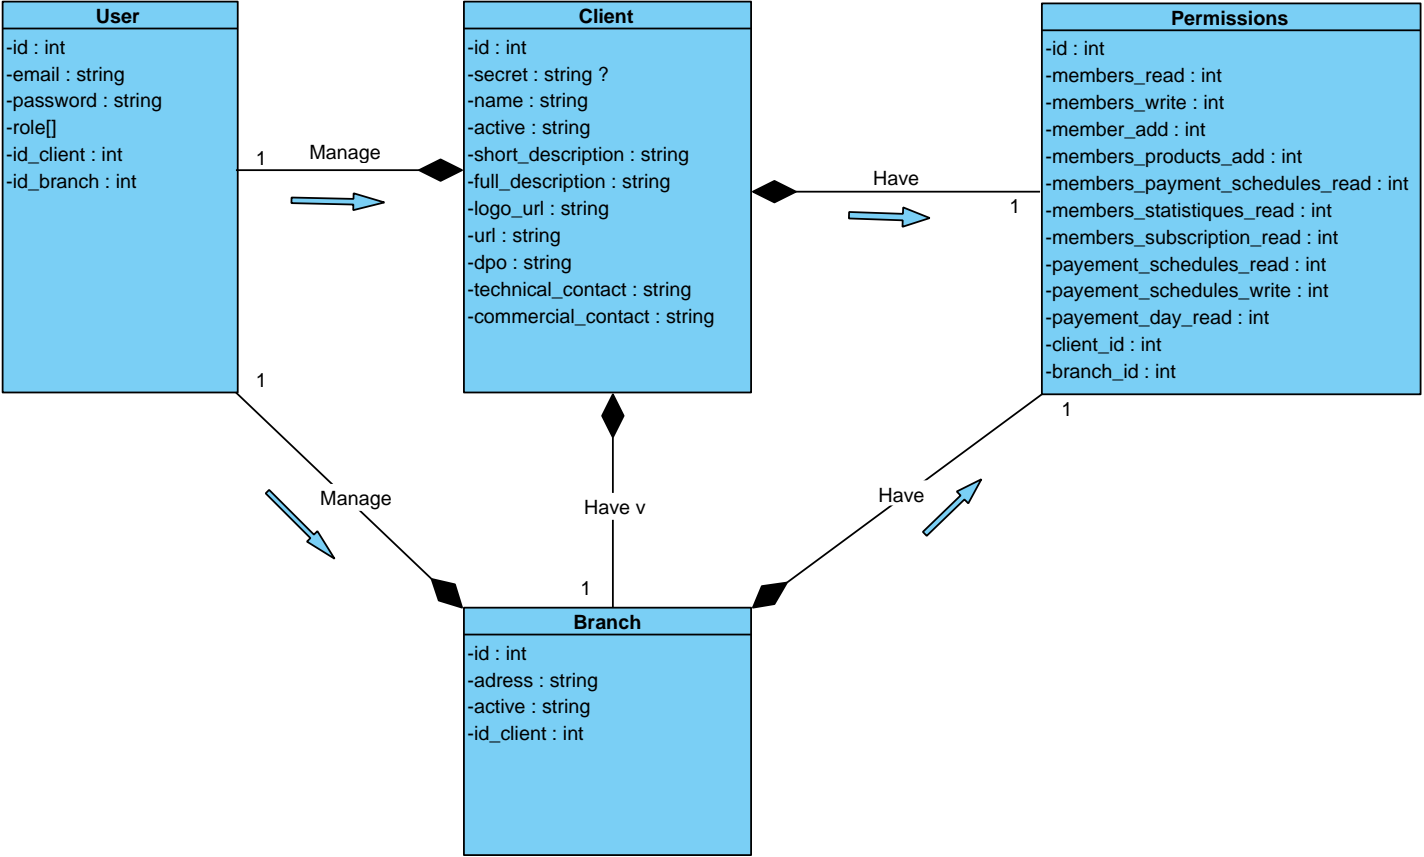 User
-id : int
-email : string
-password : string
-role[]
-id_client : int
-id_branch : int
1
Manage
Client
-id : int
-secret : string ?
-name : string
-active : string
-short_description : string
-full_description : string
-logo_url : string
-url : string
-dpo : string
-technical_contact : string
-commercial_contact : string
Have
1
Permissions
-id : int
-members_read : int
-members_write : int
-member_add : int
-members_products_add : int
-members_payment_schedules_read : int
-members_statistiques_read : int
-members_subscription_read : int
-payement_schedules_read : int
-payement_schedules_write : int
-payement_day_read : int
-client_id : int
-branch_id : int
1
Manage
Have v
1
Have
1
Branch
-id : int
-adress : string
-active : string
-id_client : int